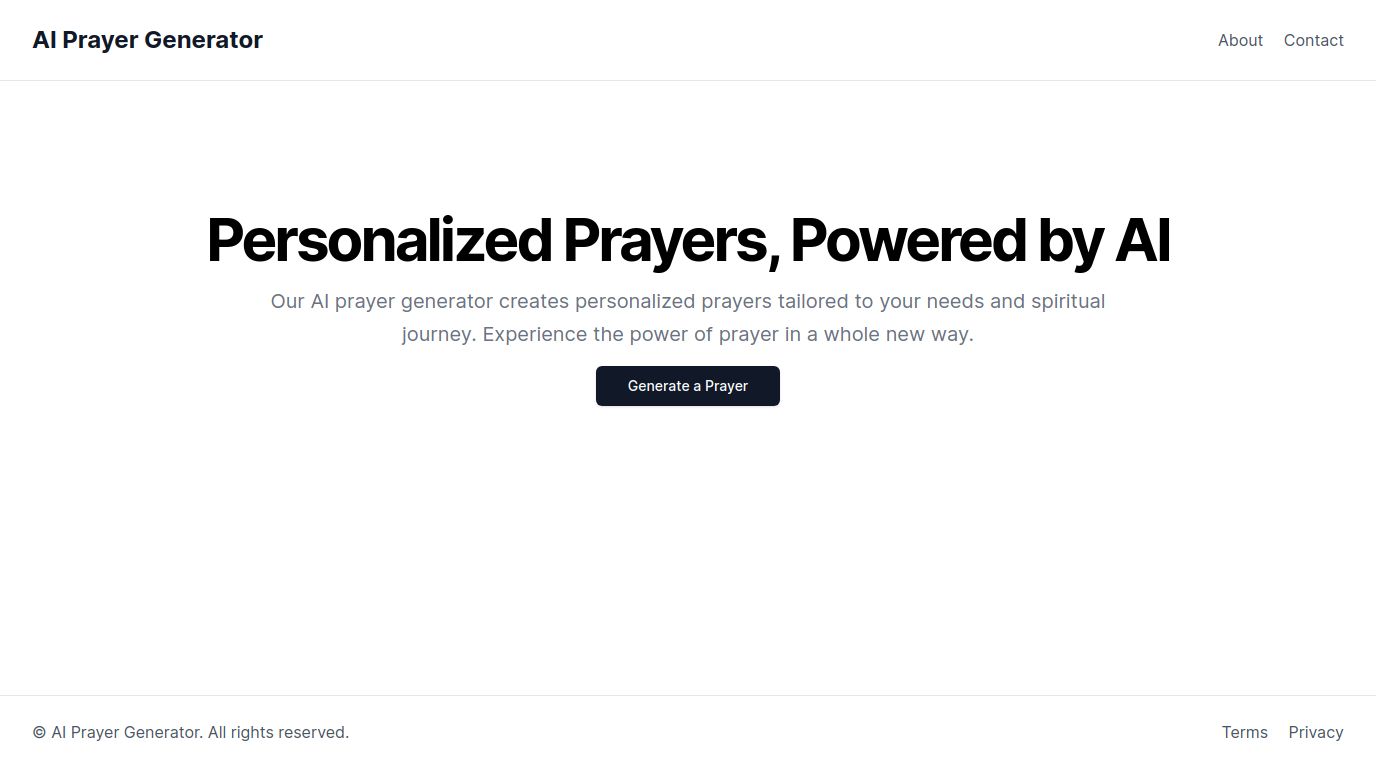 AI Prayer Generator
About Contact
Personalized Prayers, Powered by AI
Our AI prayer generator creates personalized prayers tailored to your needs and spiritual
journey. Experience the power of prayer in a whole new way.
Generate a Prayer
© AI Prayer Generator. All rights reserved.
Terms Privacy